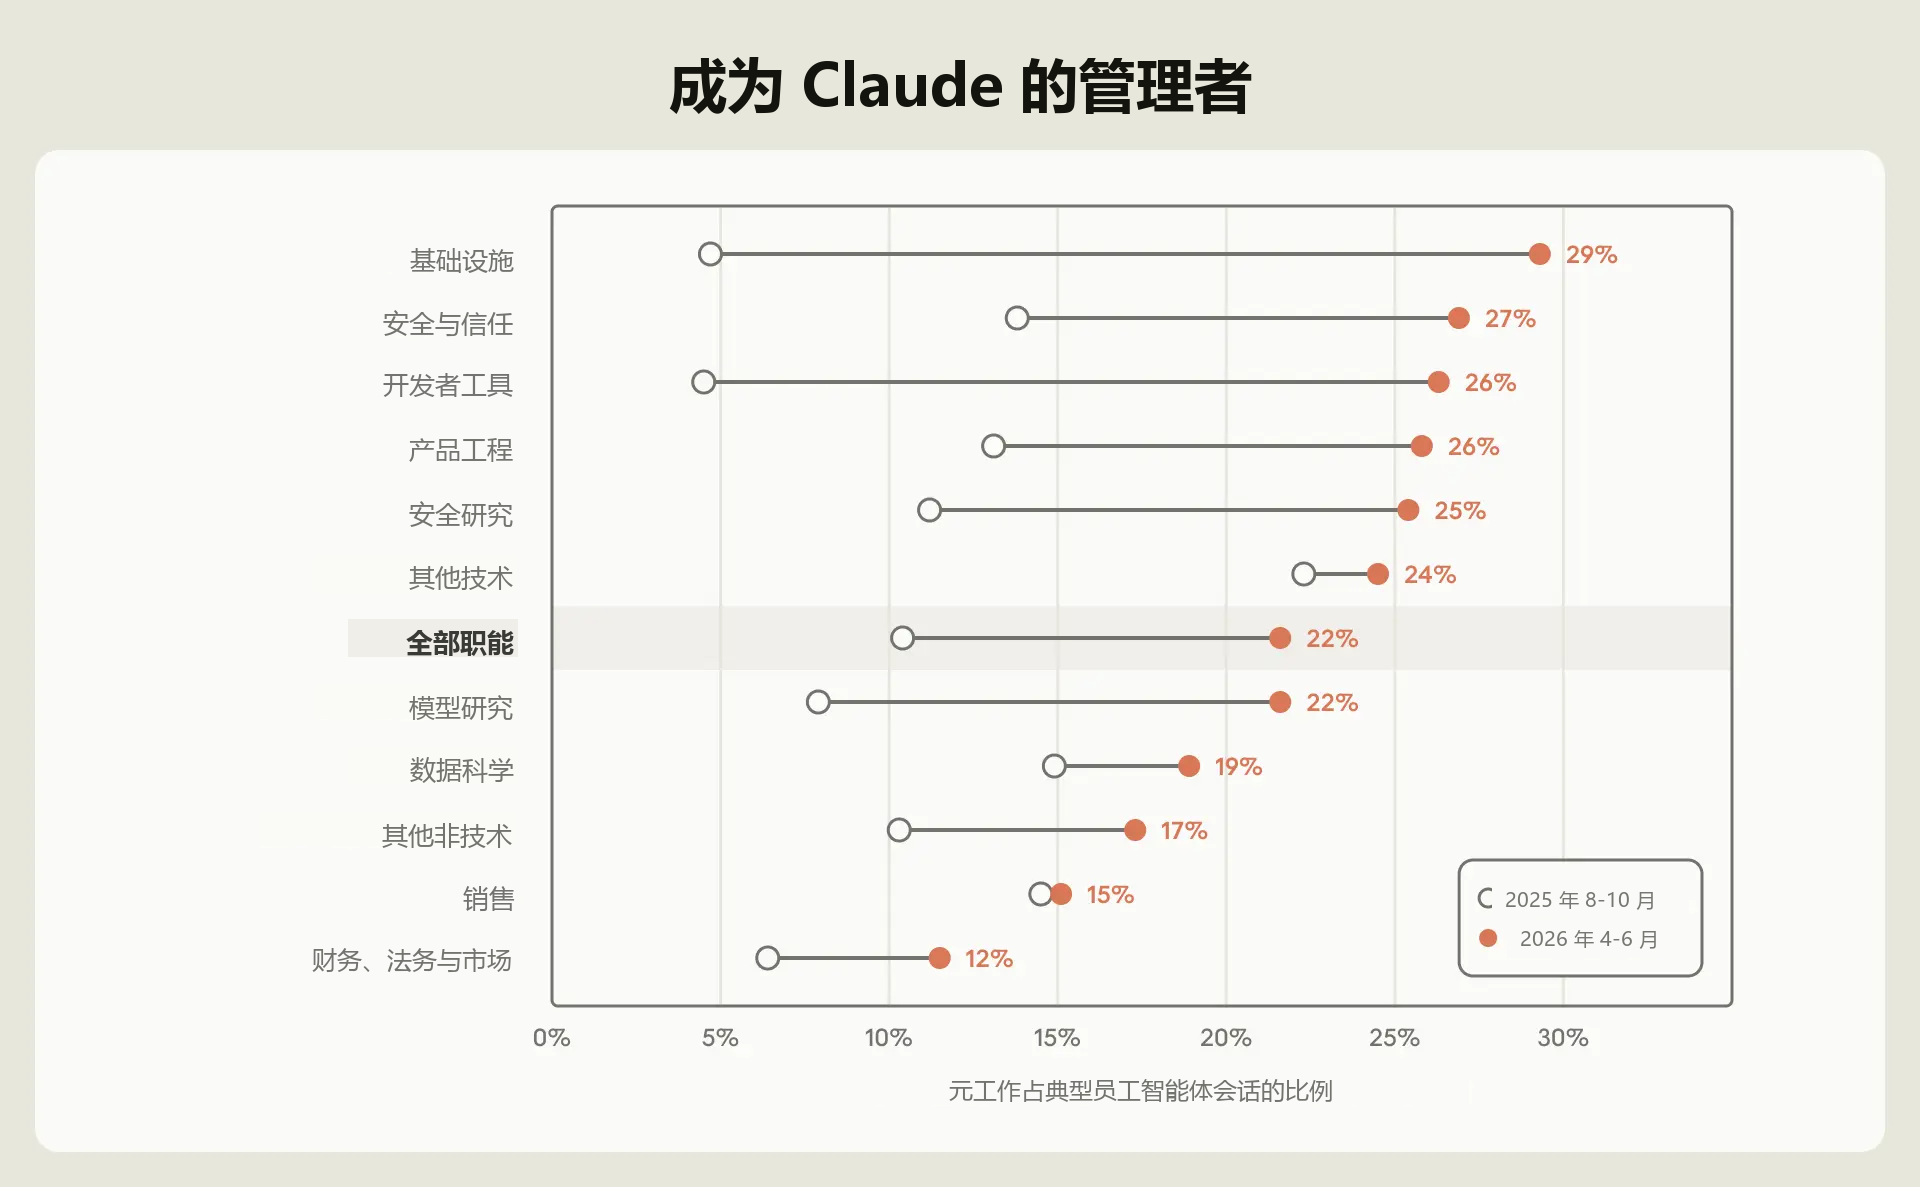 成为 Claude 的管理者
基础设施 29%
安全与信任 27%
开发者工具 26%
产品工程 26%
安全研究 25%
其他技术 24%
全部职能 22%
模型研究 22%
数据科学 19%
其他非技术 17%
销售 15%
财务、法务与市场 12%
2025 年 8-10 月
2026 年 4-6 月
0% 5% 10% 15% 20% 25% 30%
元工作占典型员工智能体会话的比例